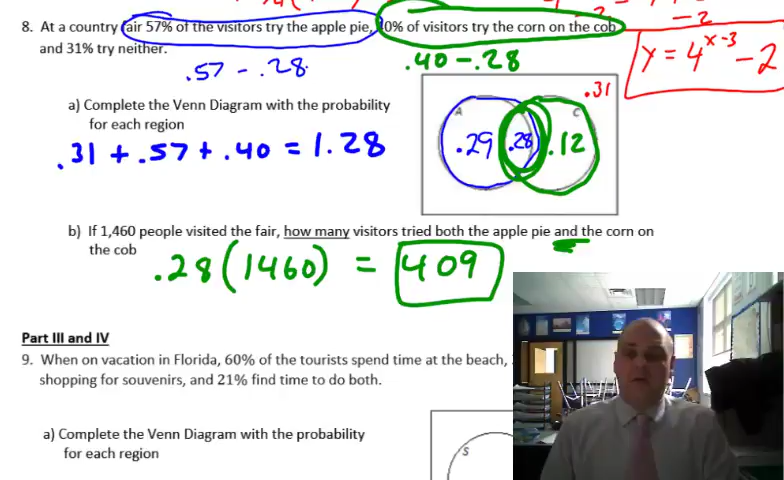 8. At a country fair 57% of the visitors try the apple pie, 40% of visitors try the corn on the cob
and 31% try neither.
.57 - .28
.40 - .28
-2
y = 4^{x-3} - 2
a) Complete the Venn Diagram with the probability
for each region
.31 + .57 + .40 = 1.28
.31
A
C
.29
.28
.12
b) If 1,460 people visited the fair, how many visitors tried both the apple pie and the corn on
the cob
.28(1460) = 409
Part III and IV
9. When on vacation in Florida, 60% of the tourists spend time at the beach,
shopping for souvenirs, and 21% find time to do both.
a) Complete the Venn Diagram with the probability
for each region
S